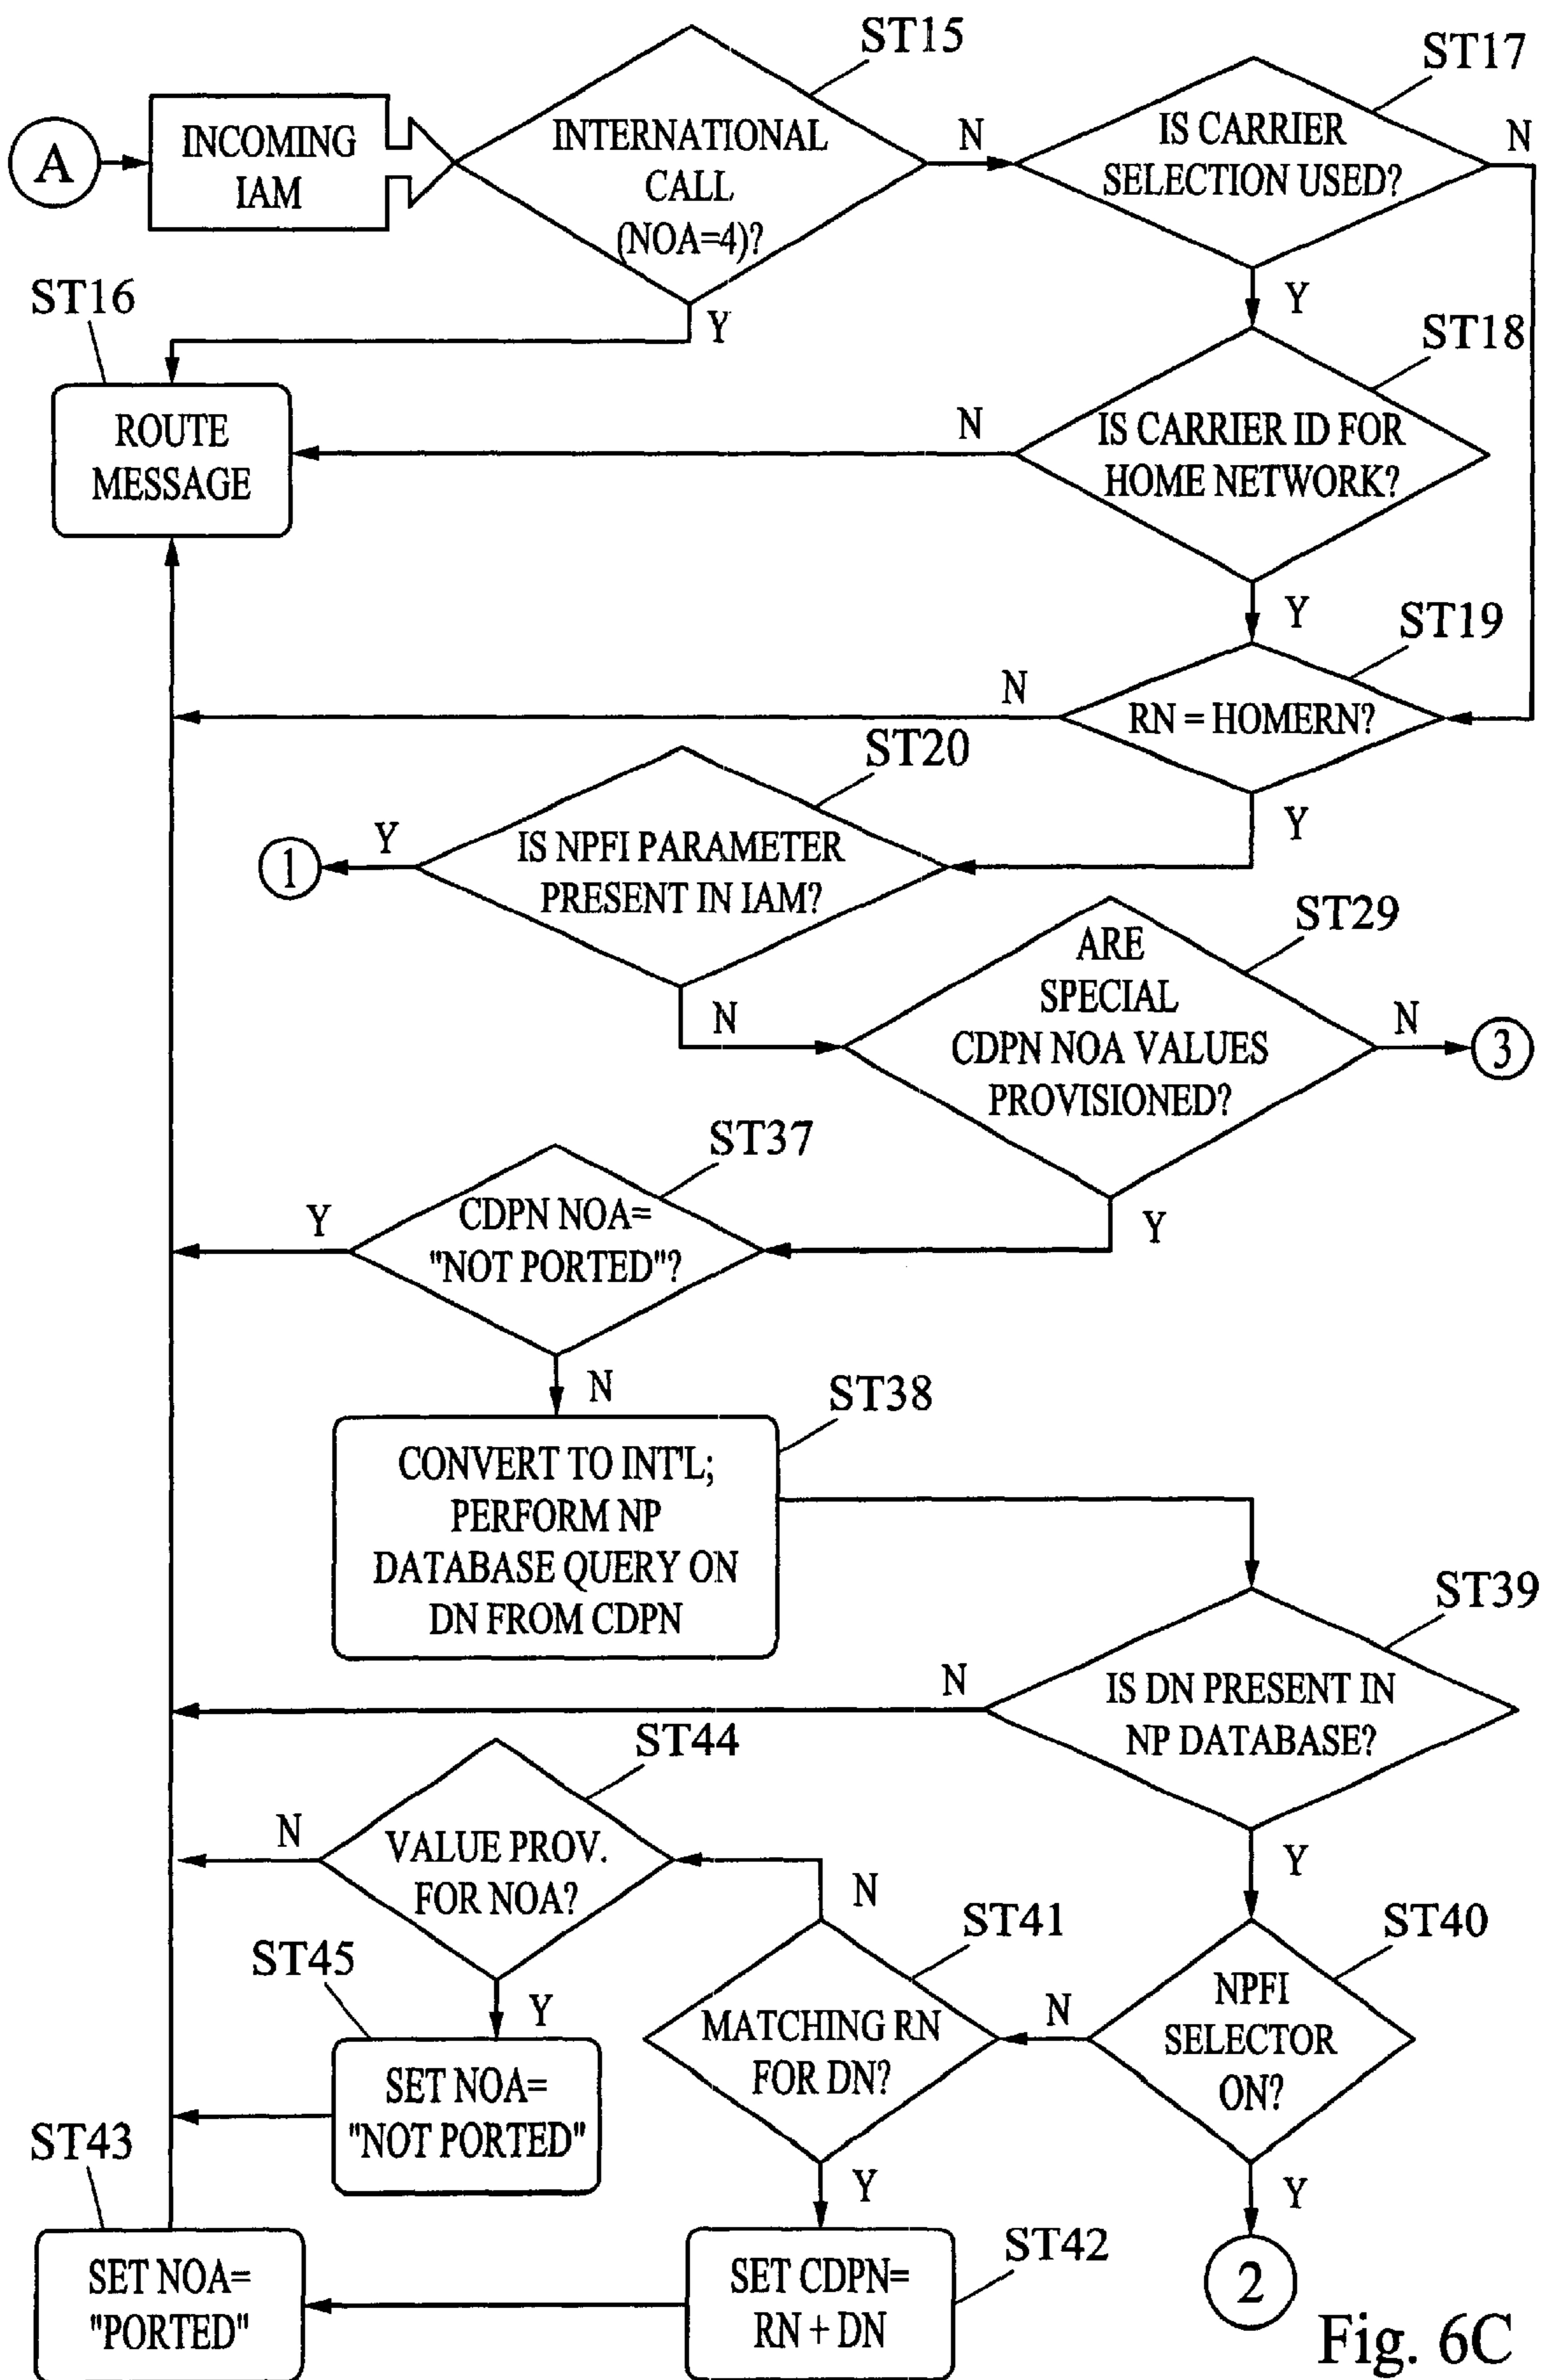 ST15
ST17
A
INCOMING
IAM
INTERNATIONAL
CALL
(NOA=4)?
N
IS CARRIER
SELECTION USED?
N
ST16
Y
Y
ST18
ROUTE
MESSAGE
N
IS CARRIER ID FOR
HOME NETWORK?
Y
ST19
N
RN = HOMERN?
ST20
Y
1
Y
IS NPFI PARAMETER
PRESENT IN IAM?
ST29
N
ARE
SPECIAL
CDPN NOA VALUES
PROVISIONED?
N
3
ST37
Y
CDPN NOA=
"NOT PORTED"?
Y
N
ST38
CONVERT TO INT'L;
PERFORM NP
DATABASE QUERY ON
DN FROM CDPN
ST39
N
IS DN PRESENT IN
NP DATABASE?
ST44
N
VALUE PROV.
FOR NOA?
Y
N
ST41
ST40
ST45
Y
MATCHING RN
FOR DN?
N
NPFI
SELECTOR
ON?
SET NOA=
"NOT PORTED"
ST43
Y
Y
ST42
SET NOA=
"PORTED"
SET CDPN=
RN + DN
2
Fig. 6C